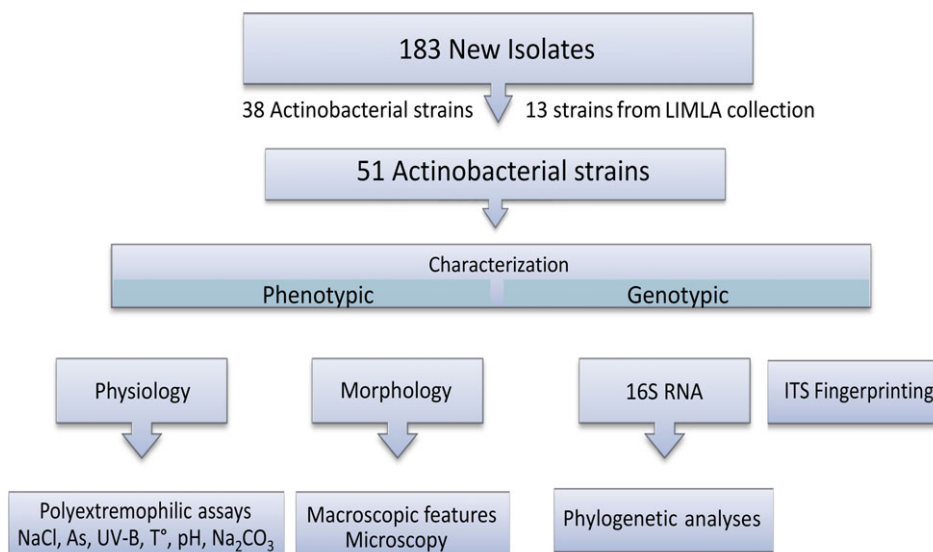 183 New Isolates
38 Actinobacterial strains
13 strains from LIMLA collection
51 Actinobacterial strains
Characterization
Phenotypic
Genotypic
Physiology
Morphology
16S RNA
ITS Fingerprinting
Polyextremophilic assays
NaCl, As, UV-B, T°, pH, Na₂CO₃
Macroscopic features
Microscopy
Phylogenetic analyses